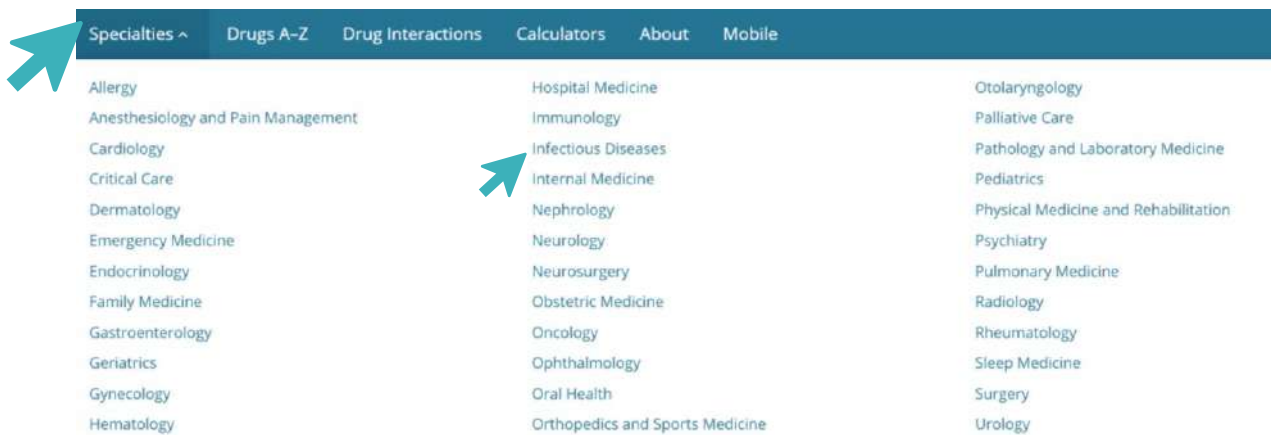 Specialties ^ Drugs A–Z Drug Interactions Calculators About Mobile
Allergy
Anesthesiology and Pain Management
Cardiology
Critical Care
Dermatology
Emergency Medicine
Endocrinology
Family Medicine
Gastroenterology
Geriatrics
Gynecology
Hematology
Hospital Medicine
Immunology
Infectious Diseases
Internal Medicine
Nephrology
Neurology
Neurosurgery
Obstetric Medicine
Oncology
Ophthalmology
Oral Health
Orthopedics and Sports Medicine
Otolaryngology
Palliative Care
Pathology and Laboratory Medicine
Pediatrics
Physical Medicine and Rehabilitation
Psychiatry
Pulmonary Medicine
Radiology
Rheumatology
Sleep Medicine
Surgery
Urology